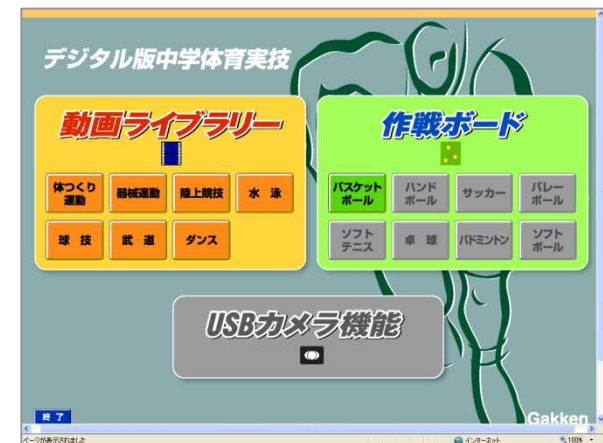 デジタル版中学体育実技
動画ライブラリー
体つくり
運動
器械運動
陸上競技
水 泳
球 技
武 道
ダンス
作戦ボード
バスケット
ボール
ハンド
ボール
サッカー
バレー
ボール
ソフト
テニス
卓 球
バドミントン
ソフト
ボール
USBカメラ機能
終 了
Gakken
ページが表示されました
インターネット
100%